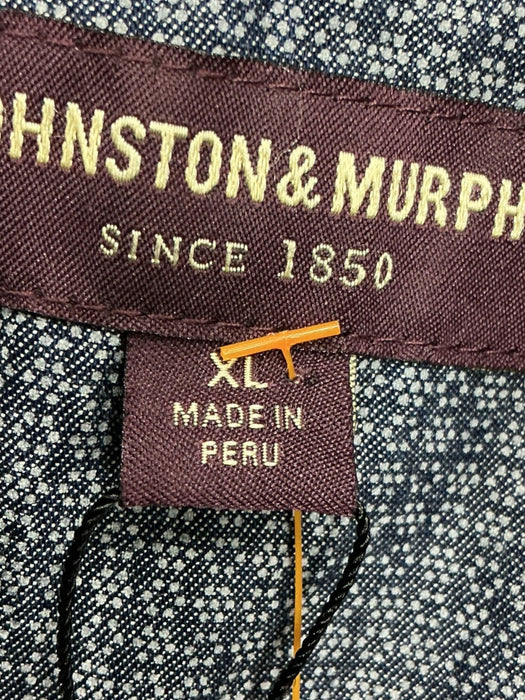 OHNSTON & MURPH
SINCE 1850
XL
MADE IN
PERU